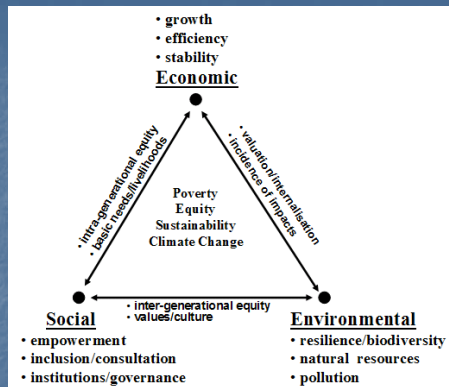 • growth
• efficiency
• stability
Economic
• intra-generational equity
• basic needs/livelihoods
• valuation/internalisation
• incidence of impacts
Poverty
Equity
Sustainability
Climate Change
• inter-generational equity
• values/culture
Social
• empowerment
• inclusion/consultation
• institutions/governance
Environmental
• resilience/biodiversity
• natural resources
• pollution